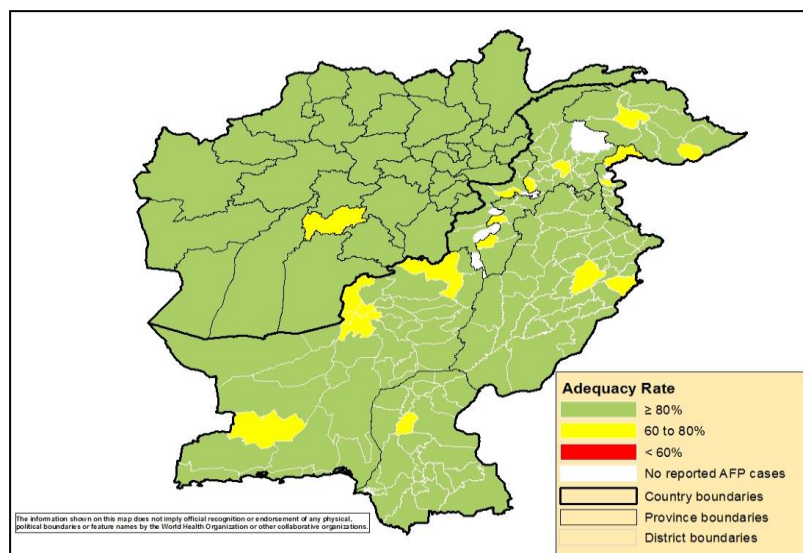 Adequacy Rate
≥ 80%
60 to 80%
< 60%
No reported AFP cases
Country boundaries
Province boundaries
District boundaries
The information shown on this map does not imply official recognition or endorsement of any physical,
political boundaries or feature names by the World Health Organization or other collaborative organizations.